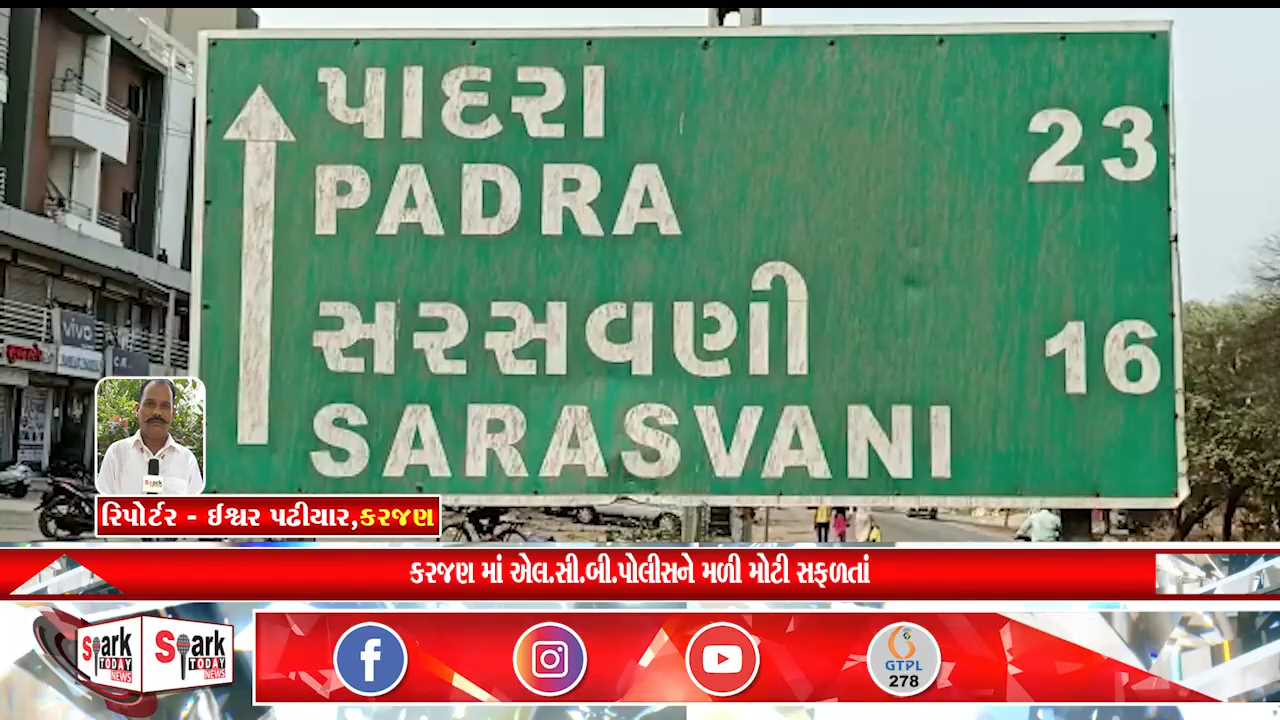 પાદરા 23
PADRA
સરસવણી 16
SARASVANI
vivo
Spark
રિપોર્ટર - ઈશ્વર પઢીયાર,કરજણ
કરજણ માં એલ.સી.બી.પોલીસને મળી મોટી સફળતાં
Spark
TODAY
NEWS
Spark
TODAY
NEWS
GTPL
278